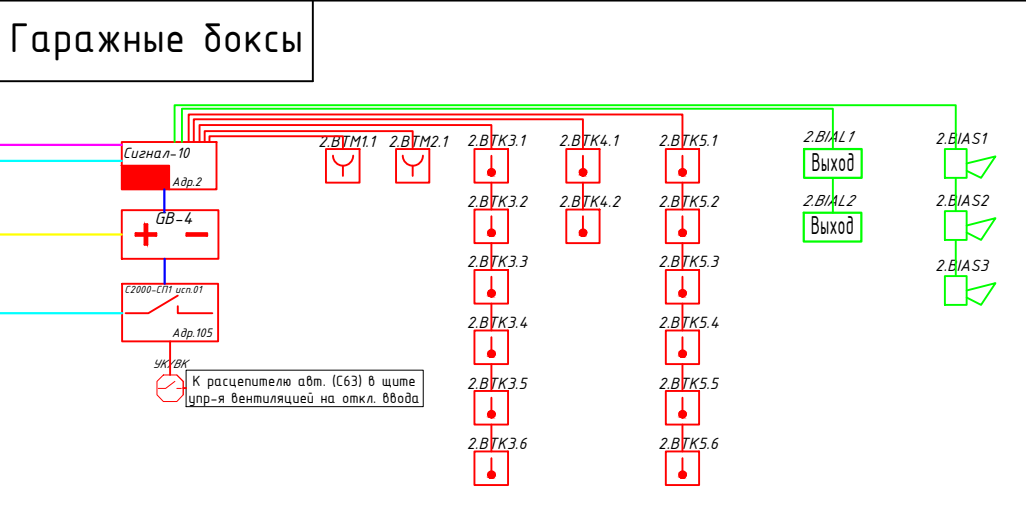 Гаражные боксы
Сигнал-10
Адр.2
GB-4
С2000-СП1 исп.01
Адр.105
УК/ВК
К расцепителю авт. (С63) в щите
упр-я вентиляцией на откл. ввода
2.BTM1.1
2.BTM2.1
2.BTK3.1
2.BTK4.1
2.BTK5.1
2.BIAL1
2.BIAS1
Выход
2.BTK3.2
2.BTK4.2
2.BTK5.2
2.BIAL2
2.BIAS2
Выход
2.BTK3.3
2.BTK5.3
2.BIAS3
2.BTK3.4
2.BTK5.4
2.BTK3.5
2.BTK5.5
2.BTK3.6
2.BTK5.6